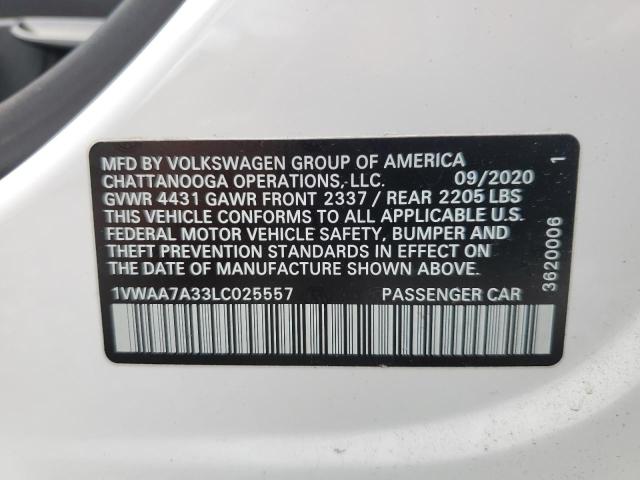 MFD BY VOLKSWAGEN GROUP OF AMERICA
CHATTANOOGA OPERATIONS, LLC. 09/2020
GVWR 4431 GAWR FRONT 2337 / REAR 2205 LBS
THIS VEHICLE CONFORMS TO ALL APPLICABLE U.S.
FEDERAL MOTOR VEHICLE SAFETY, BUMPER AND
THEFT PREVENTION STANDARDS IN EFFECT ON
THE DATE OF MANUFACTURE SHOWN ABOVE.
1VWAA7A33LC025557 PASSENGER CAR
3620006 1